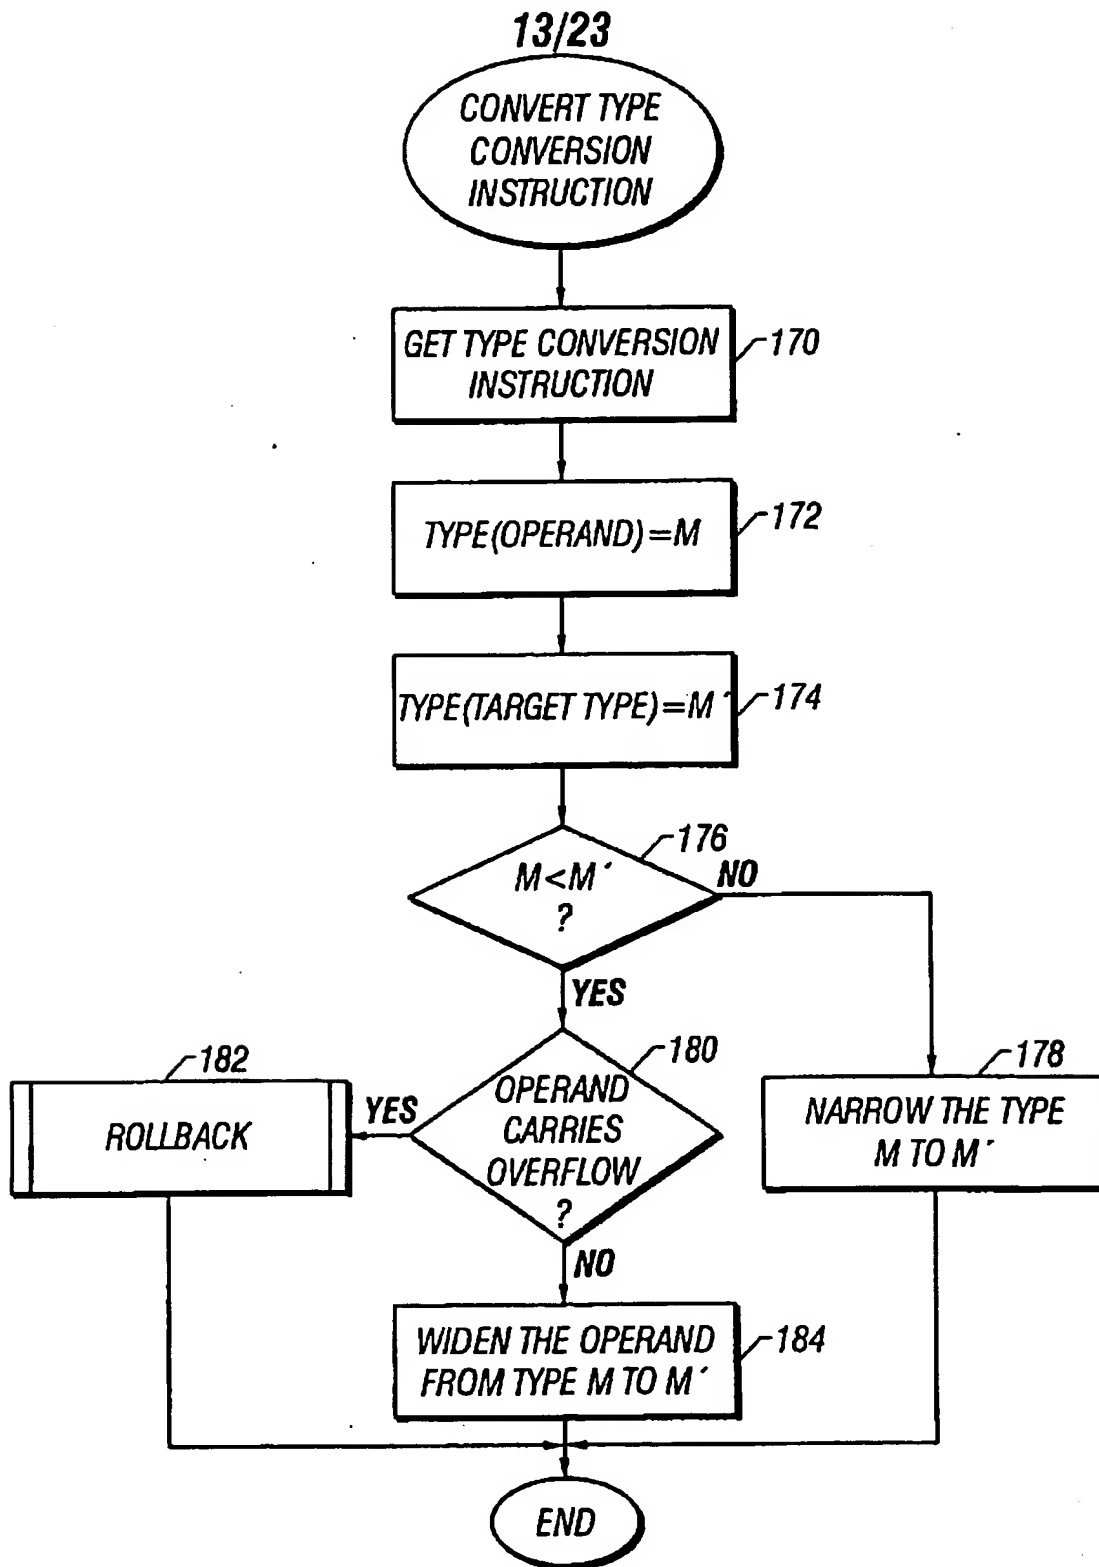 13/23
CONVERT TYPE
CONVERSION
INSTRUCTION
GET TYPE CONVERSION
INSTRUCTION
170
TYPE(OPERAND)=M
172
TYPE(TARGET TYPE)=M´
174
176
M<M´
?
NO
YES
180
OPERAND
CARRIES
OVERFLOW
?
YES
182
ROLLBACK
178
NARROW THE TYPE
M TO M´
NO
WIDEN THE OPERAND
FROM TYPE M TO M´
184
END